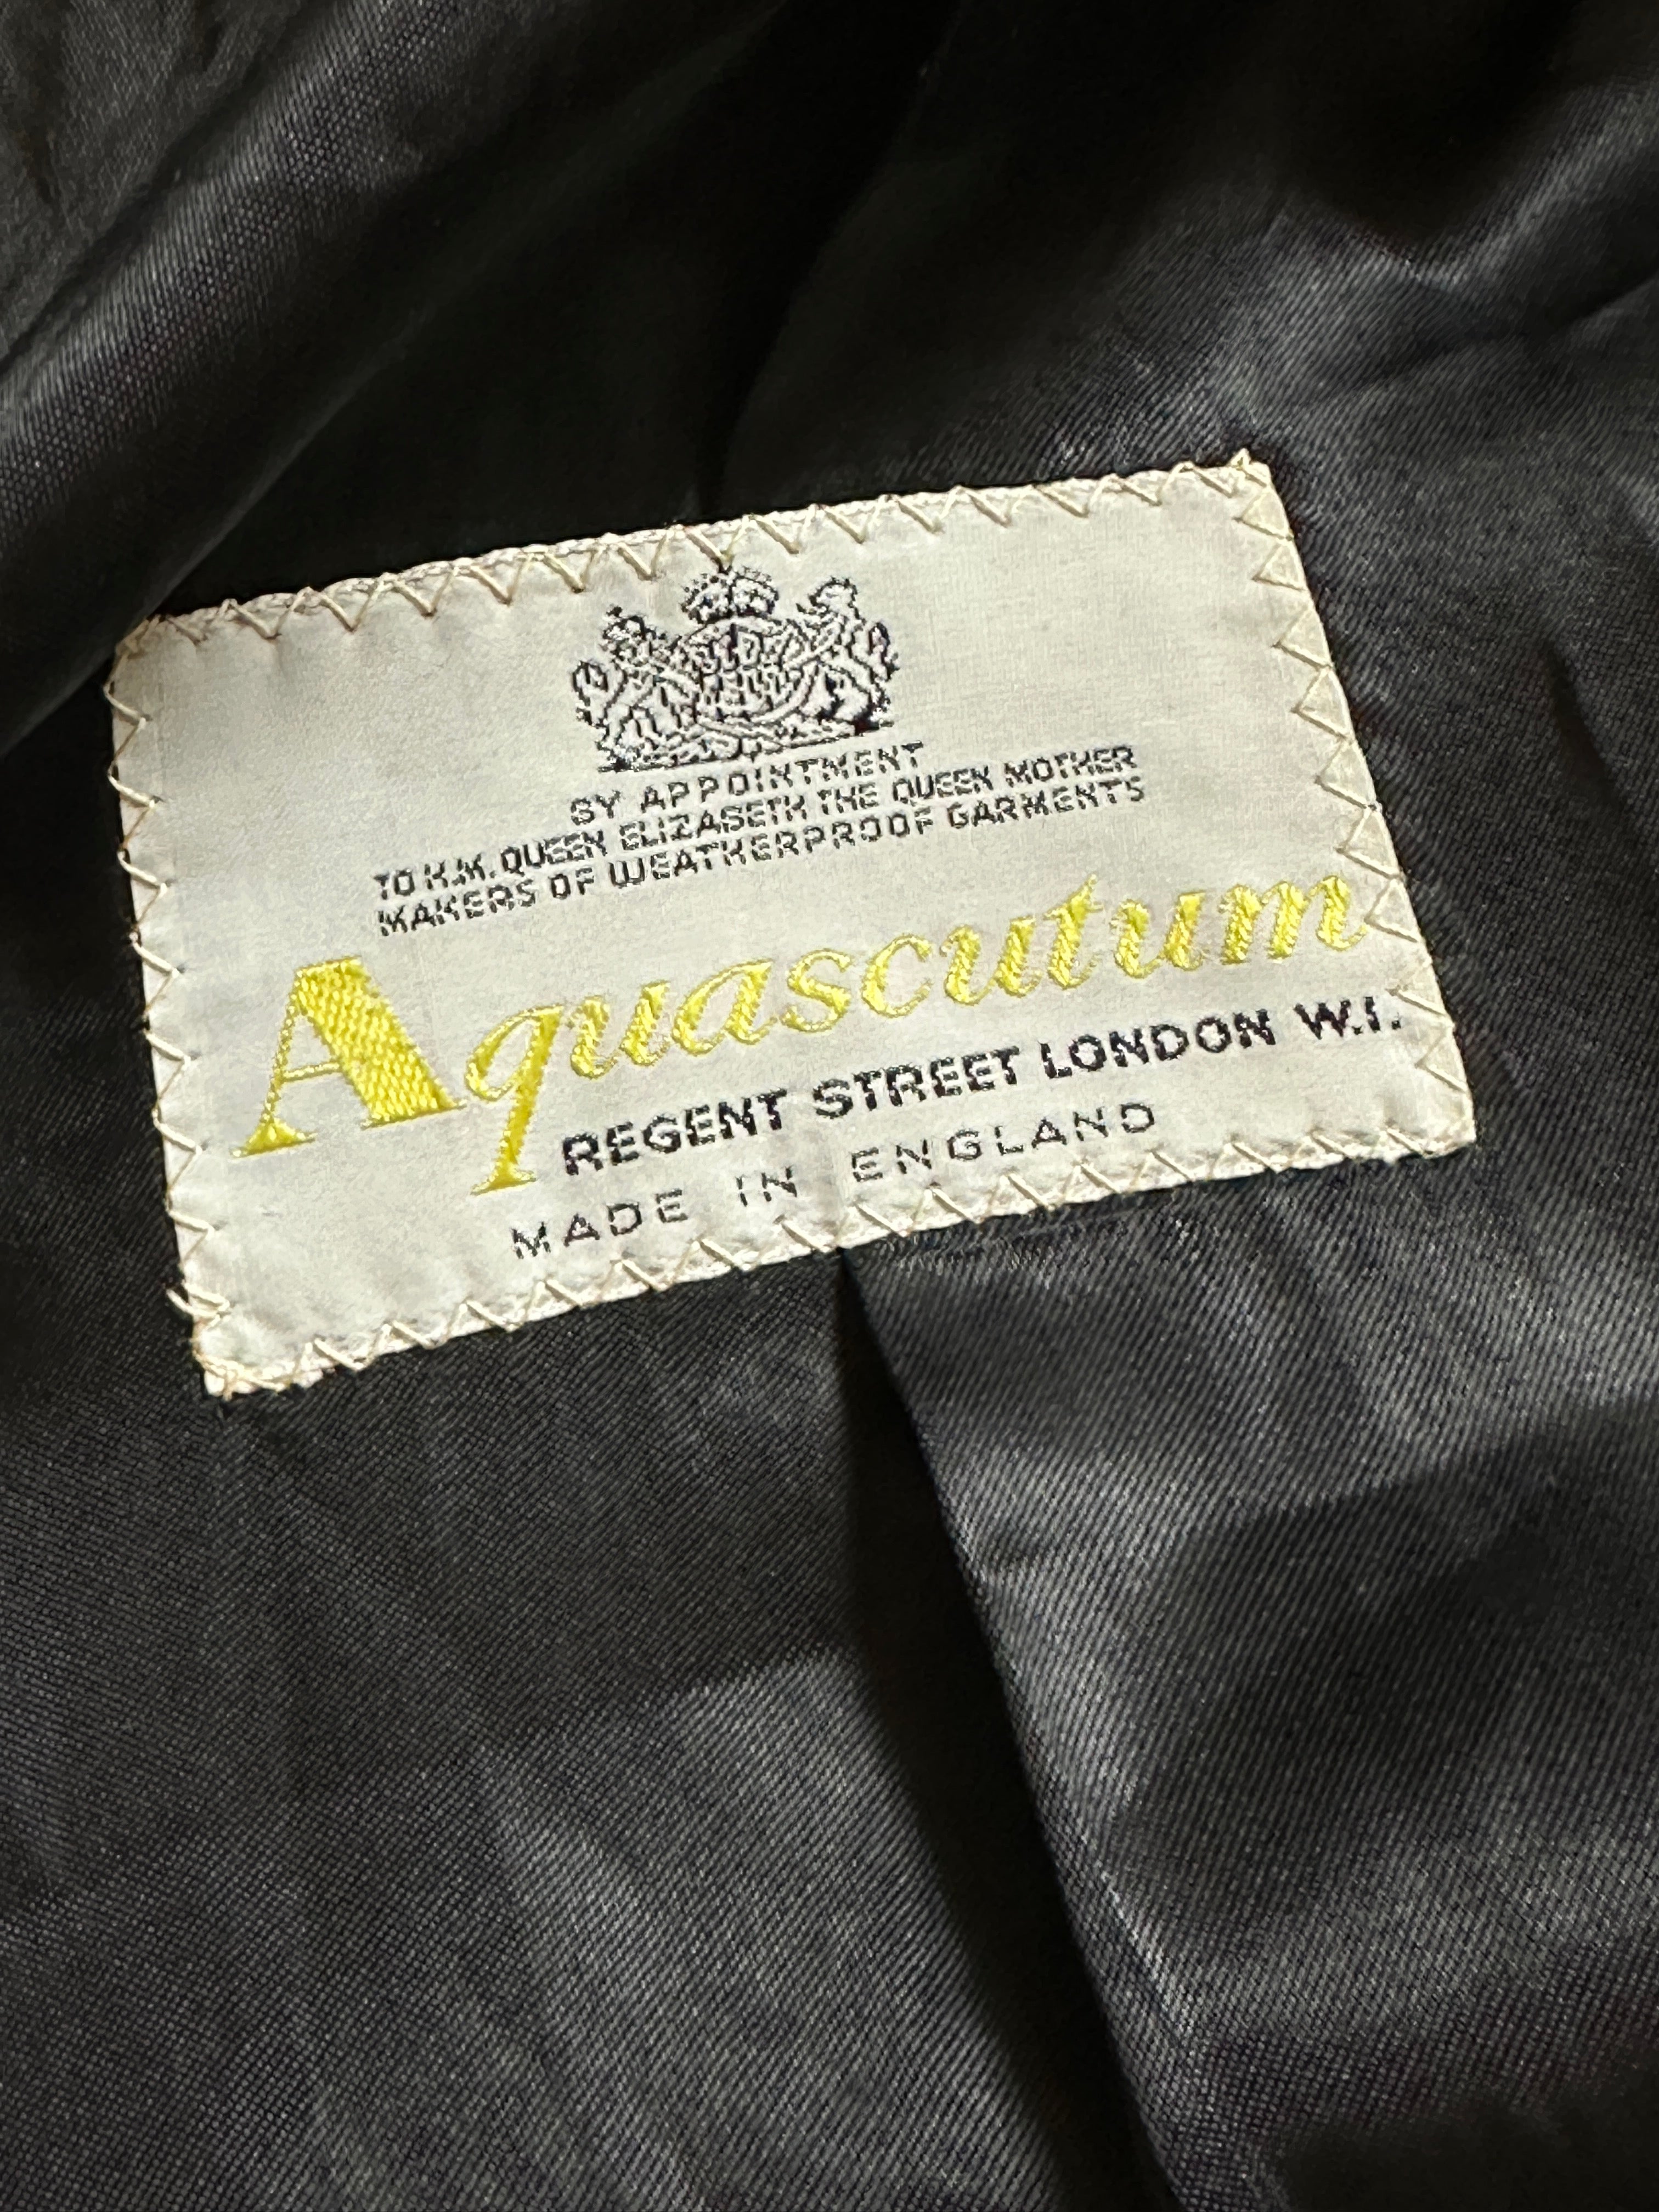 BY APPOINTMENT
TO H.M. QUEEN ELIZABETH THE QUEEN MOTHER
MAKERS OF WEATHERPROOF GARMENTS
Aquascutum
REGENT STREET LONDON W.1.
MADE IN ENGLAND